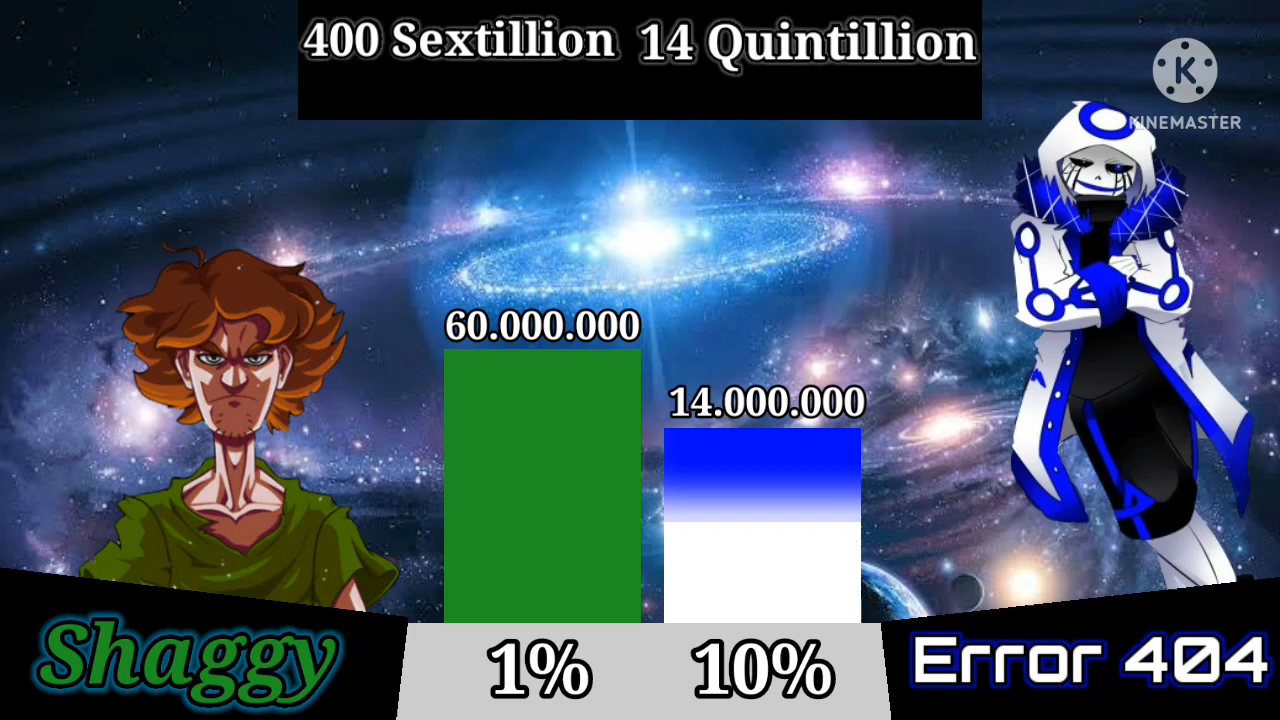 400 Sextillion 14 Quintillion
K
KINEMASTER
60.000.000
14.000.000
Shaggy
1% 10%
Error 404